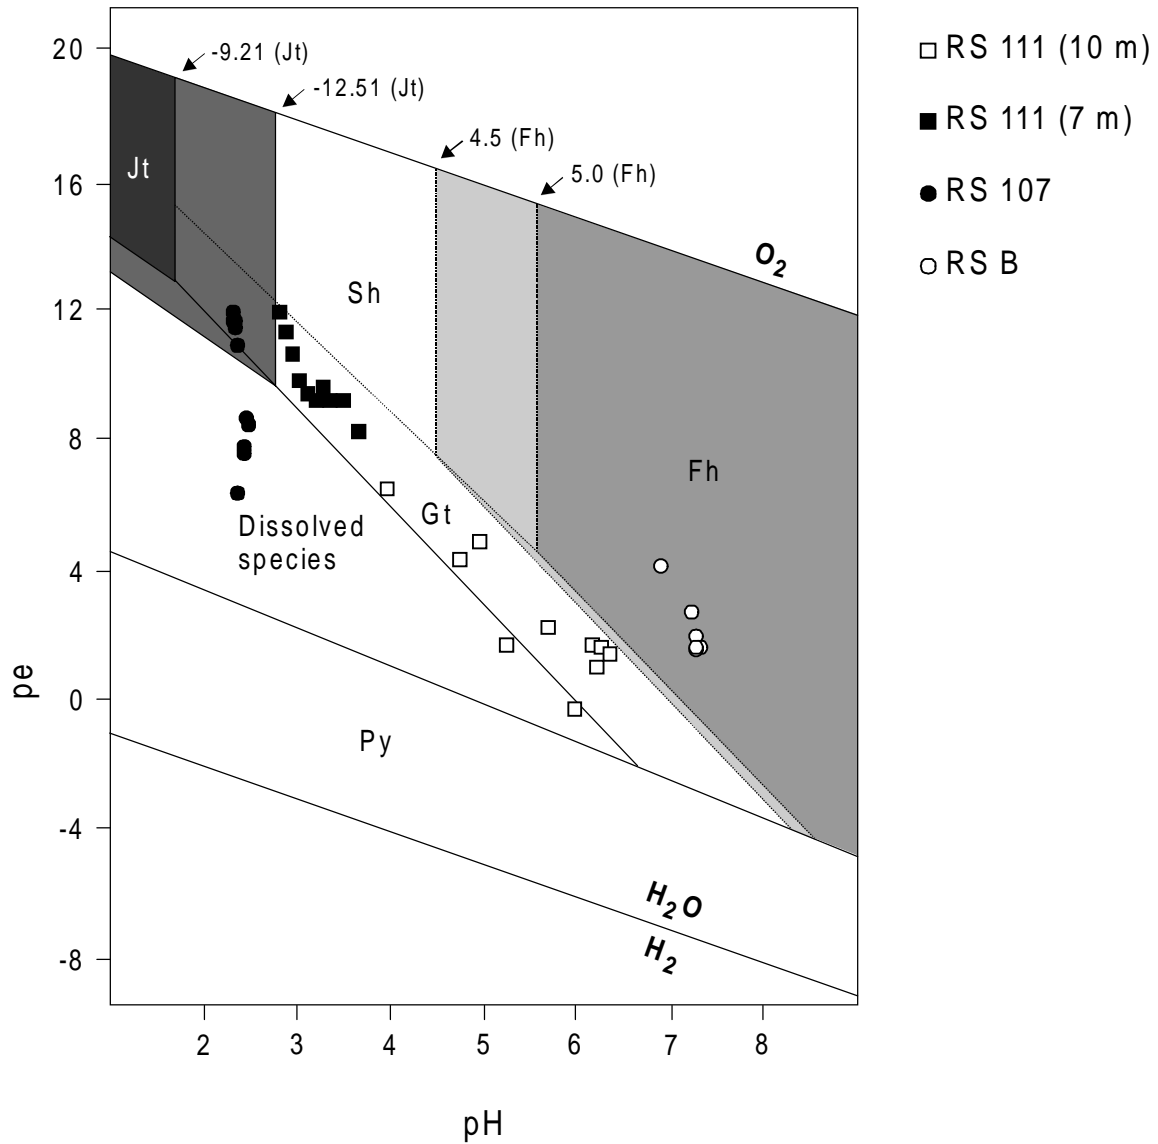 20
16
12
8
4
0
-4
-8
pe
2
3
4
5
6
7
8
pH
-9.21 (Jt)
-12.51 (Jt)
4.5 (Fh)
5.0 (Fh)
Jt
Sh
O2
Fh
Gt
Dissolved
species
Py
H2O
H2
RS 111 (10 m)
RS 111 (7 m)
RS 107
RS B